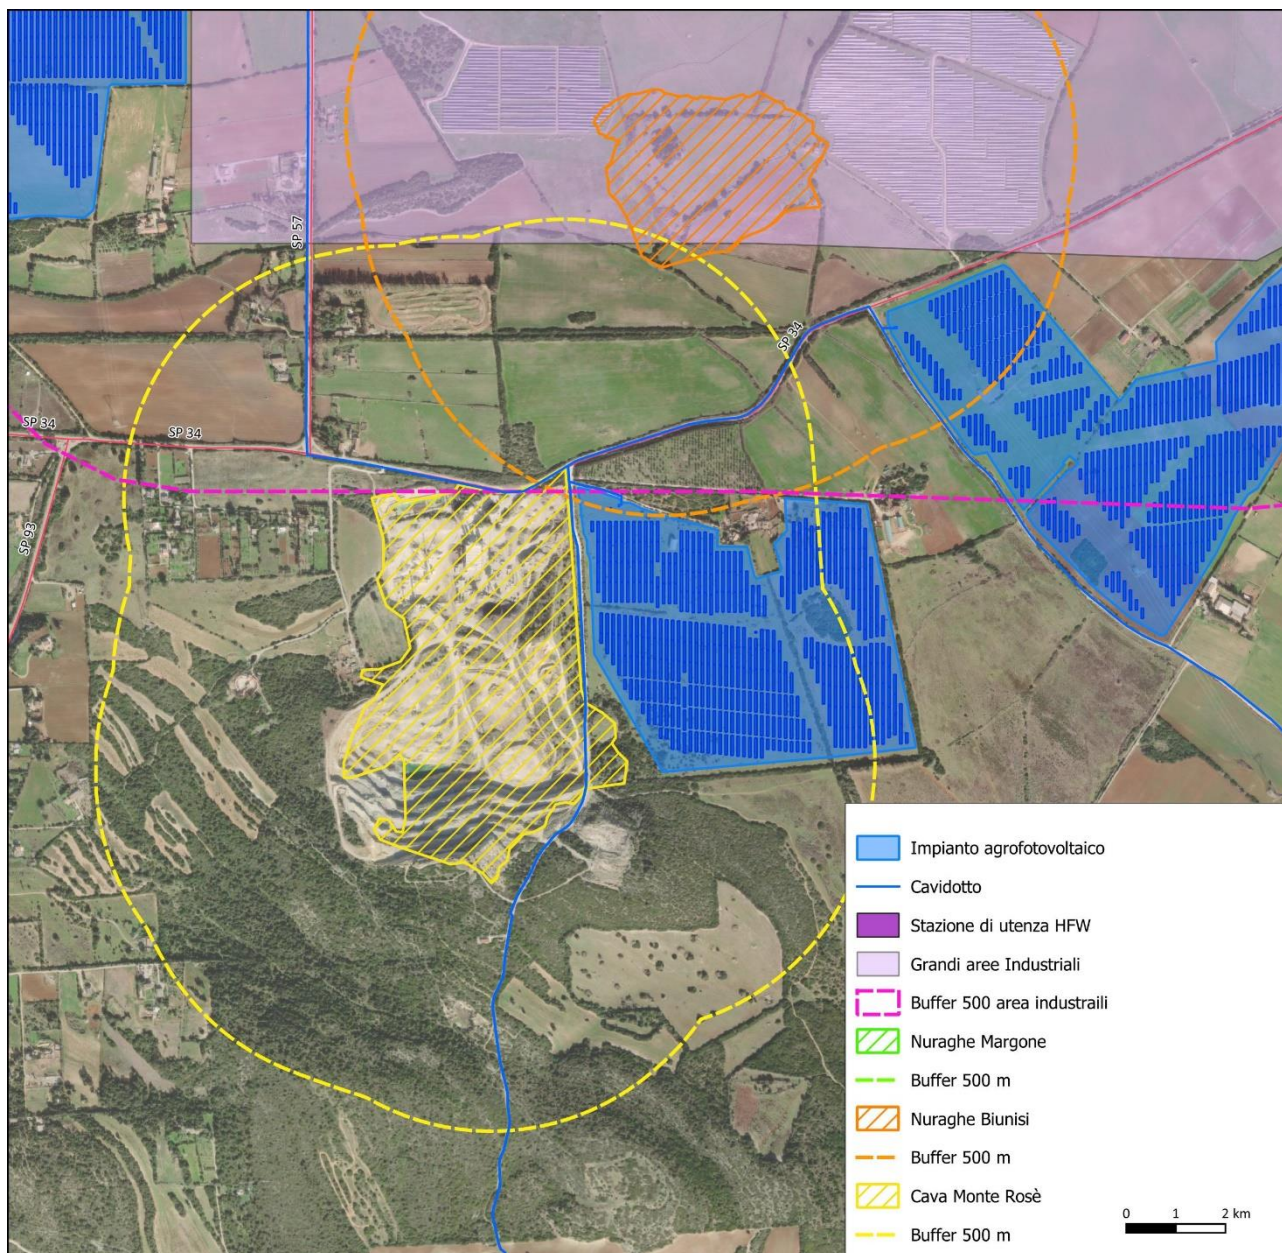 SP 57
SP 34
SP 34
SP 34
SP 93
Impianto agrofotovoltaico
Cavidotto
Stazione di utenza HFW
Grandi aree Industriali
Buffer 500 area industraili
Nuraghe Margone
Buffer 500 m
Nuraghe Biunisi
Buffer 500 m
Cava Monte Rosè
Buffer 500 m
0 1 2 km